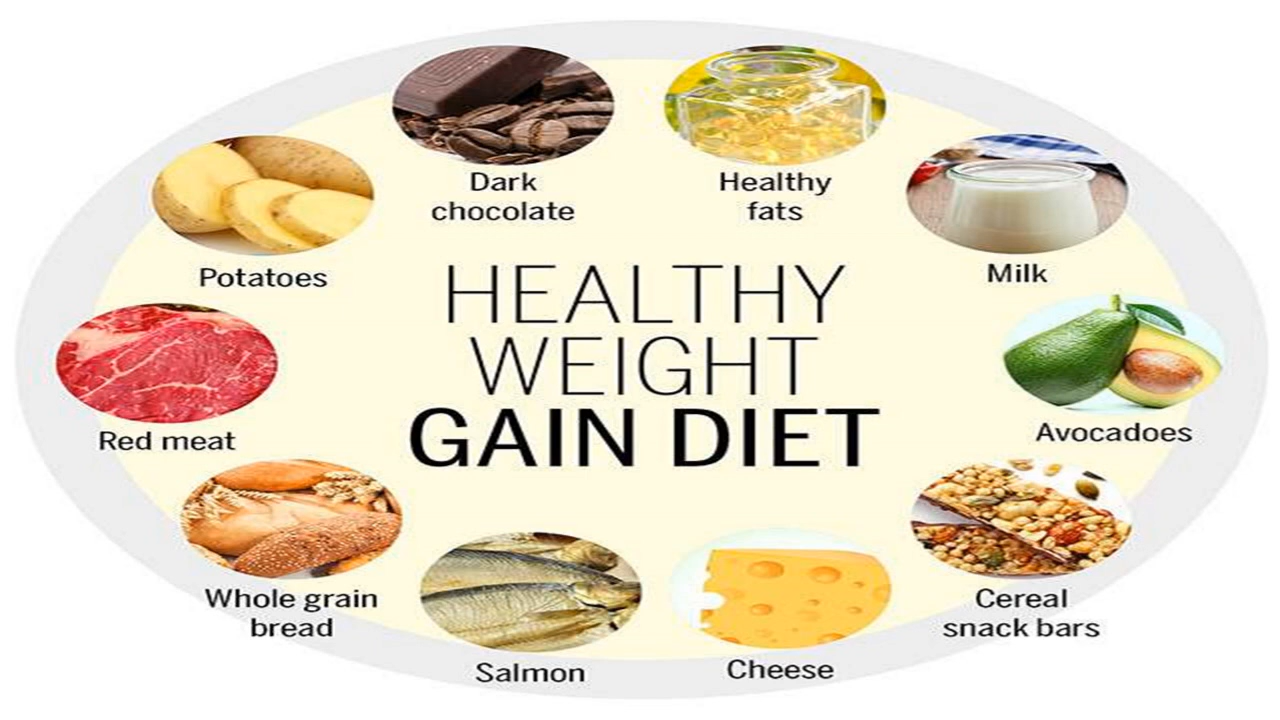 Dark
chocolate
Healthy
fats
Potatoes
Milk
HEALTHY
WEIGHT
GAIN DIET
Red meat
Avocadoes
Whole grain
bread
Cereal
snack bars
Salmon
Cheese